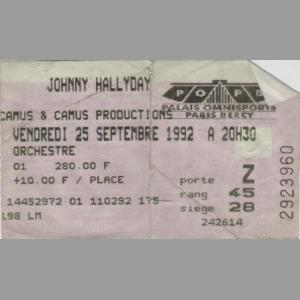 JOHNNY HALLYDAY
POPB
PALAIS OMNISPORTS
PARIS BERCY
CAMUS & CAMUS PRODUCTIONS
VENDREDI 25 SEPTEMBRE 1992 A 20H30
ORCHESTRE
01 280.00 F
+10.00 F / PLACE
porte Z
rang 45
siege 28
14452972 01 110292 175
198 LM
242614
2923960